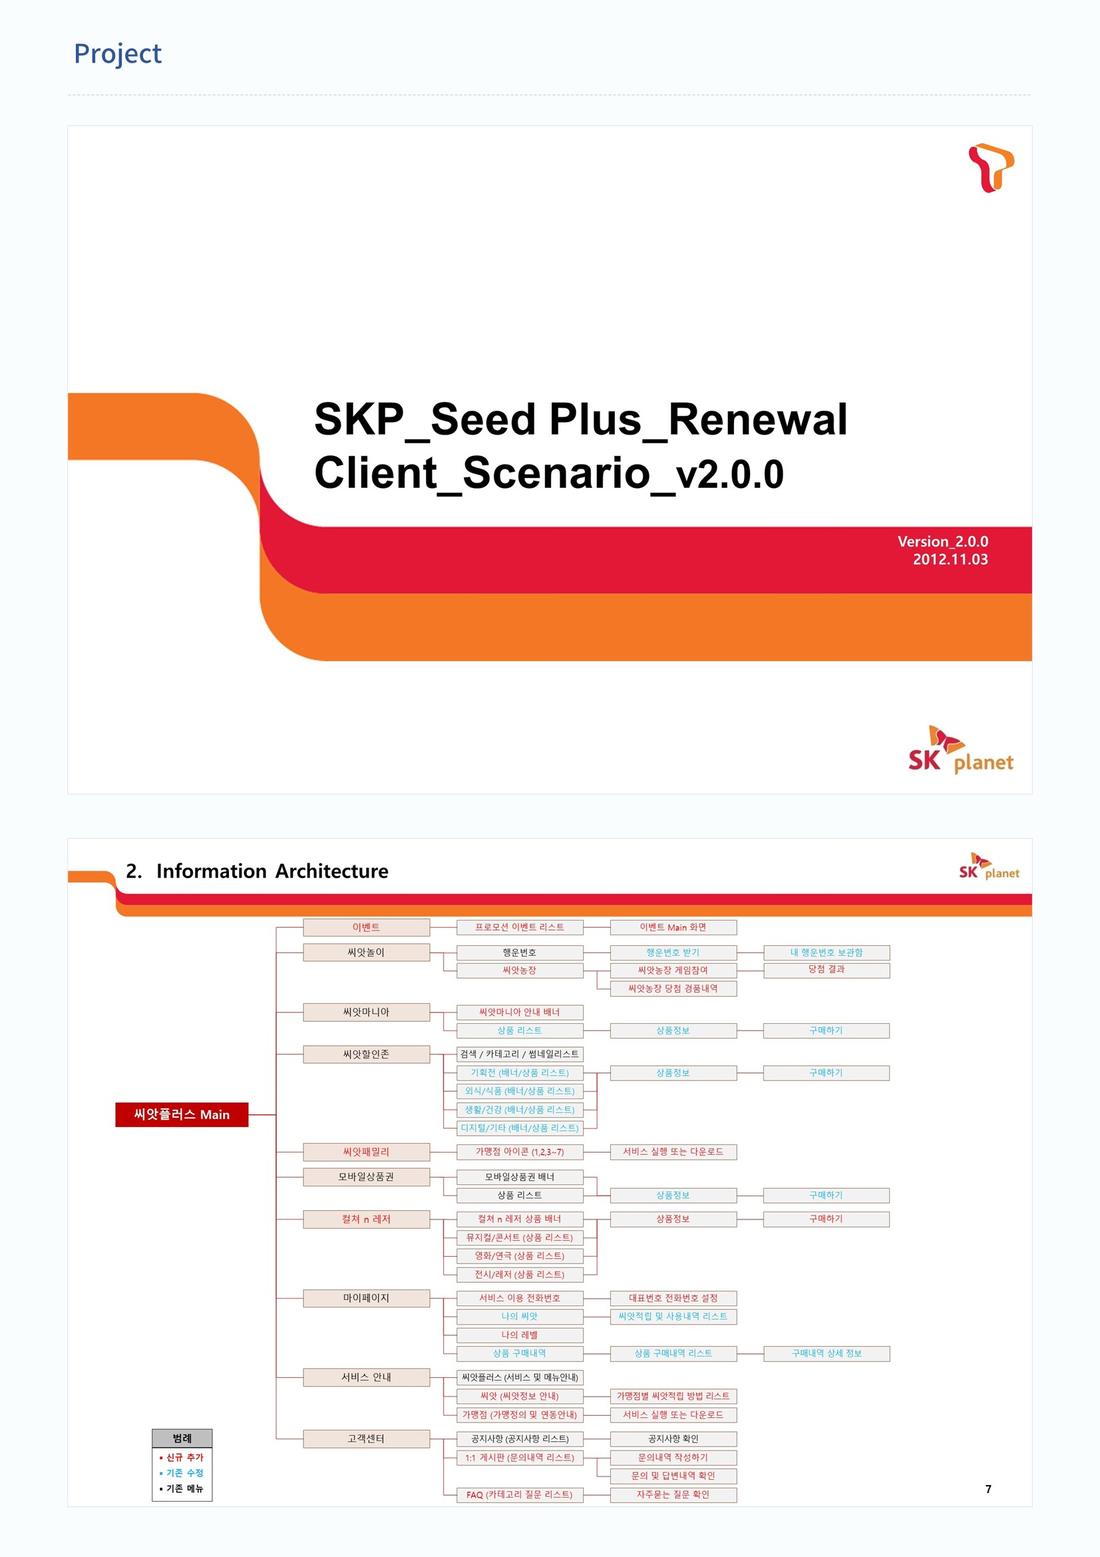 Project
T
SKP_Seed Plus_Renewal
Client_Scenario_v2.0.0
Version_2.0.0
2012.11.03
SK planet
2. Information Architecture
SK planet
이벤트 프로모션 이벤트 리스트 이벤트 Main 화면
씨앗놀이 행운번호 행운번호 받기 내 행운번호 보관함
씨앗농장 씨앗농장 게임참여 당첨 결과
씨앗농장 당첨 경품내역
씨앗마니아 씨앗마니아 안내 배너
상품 리스트 상품정보 구매하기
씨앗할인존 검색 / 카테고리 / 썸네일리스트
기획전 (배너/상품 리스트) 상품정보 구매하기
외식/식품 (배너/상품 리스트)
생활/건강 (배너/상품 리스트)
디지털/기타 (배너/상품 리스트)
씨앗플러스 Main
씨앗패밀리 가맹점 아이콘 (1,2,3~7) 서비스 실행 또는 다운로드
모바일상품권 모바일상품권 배너
상품 리스트 상품정보 구매하기
컬쳐 n 레저 컬쳐 n 레저 상품 배너 상품정보 구매하기
뮤지컬/콘서트 (상품 리스트)
영화/연극 (상품 리스트)
전시/레저 (상품 리스트)
마이페이지 서비스 이용 전화번호 대표번호 전화번호 설정
나의 씨앗 씨앗적립 및 사용내역 리스트
나의 레벨
상품 구매내역 상품 구매내역 리스트 구매내역 상세 정보
서비스 안내 씨앗플러스 (서비스 및 메뉴안내)
씨앗 (씨앗정보 안내) 가맹점별 씨앗적립 방법 리스트
가맹점 (가맹정의 및 연동안내) 서비스 실행 또는 다운로드
고객센터 공지사항 (공지사항 리스트) 공지사항 확인
1:1 게시판 (문의내역 리스트) 문의내역 작성하기
문의 및 답변내역 확인
FAQ (카테고리 질문 리스트) 자주묻는 질문 확인
범례
▪ 신규 추가
▪ 기존 수정
▪ 기존 메뉴
7